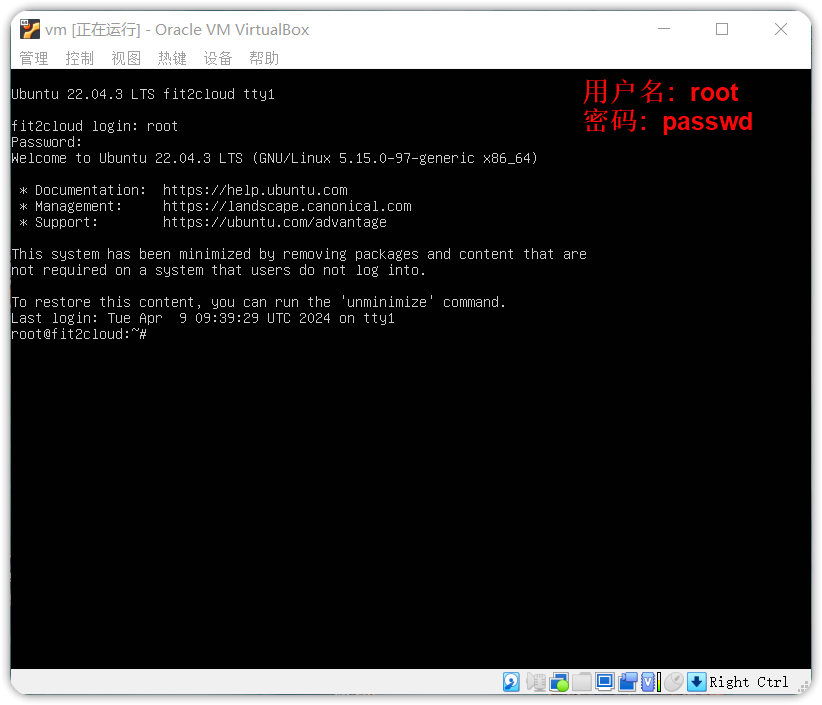 vm [正在运行] - Oracle VM VirtualBox
管理 控制 视图 热键 设备 帮助
Ubuntu 22.04.3 LTS fit2cloud tty1
用户名: root
密码: passwd
fit2cloud login: root
Password:
Welcome to Ubuntu 22.04.3 LTS (GNU/Linux 5.15.0-97-generic x86_64)
* Documentation:  https://help.ubuntu.com
* Management:     https://landscape.canonical.com
* Support:        https://ubuntu.com/advantage
This system has been minimized by removing packages and content that are
not required on a system that users do not log into.
To restore this content, you can run the 'unminimize' command.
Last login: Tue Apr  9 09:39:29 UTC 2024 on tty1
root@fit2cloud:~#
Right Ctrl